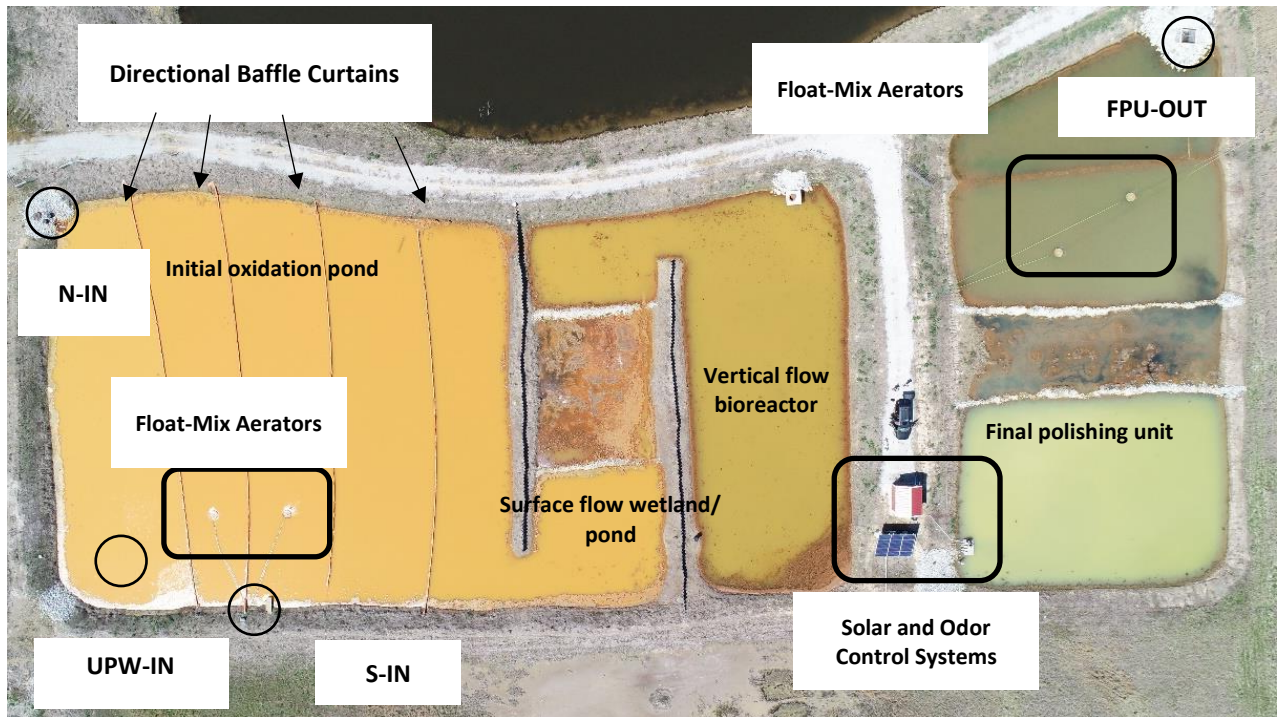 Directional Baffle Curtains
Float-Mix Aerators
FPU-OUT
N-IN
Initial oxidation pond
Float-Mix Aerators
Vertical flow
bioreactor
Final polishing unit
Surface flow wetland/
pond
UPW-IN
S-IN
Solar and Odor
Control Systems